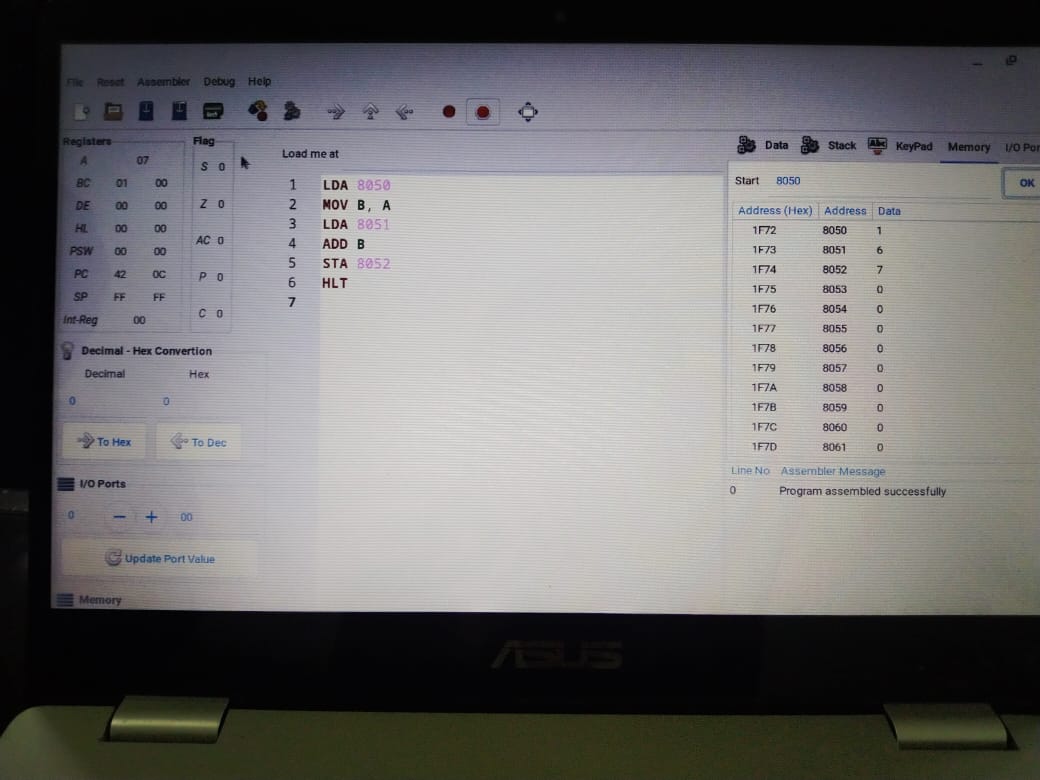 File Reset Assembler Debug Help
Registers
A 07
BC 01 00
DE 00 00
HL 00 00
PSW 00 00
PC 42 0C
SP FF FF
Int-Reg 00
Flag
S 0
Z 0
AC 0
P 0
C 0
Decimal - Hex Convertion
Decimal Hex
0 0
To Hex To Dec
I/O Ports
0 − + 00
Update Port Value
Memory
Load me at
1 LDA 8050
2 MOV B, A
3 LDA 8051
4 ADD B
5 STA 8052
6 HLT
7
Data Stack KeyPad Memory I/O Por
Start 8050 OK
Address (Hex) Address Data
1F72 8050 1
1F73 8051 6
1F74 8052 7
1F75 8053 0
1F76 8054 0
1F77 8055 0
1F78 8056 0
1F79 8057 0
1F7A 8058 0
1F7B 8059 0
1F7C 8060 0
1F7D 8061 0
Line No Assembler Message
0 Program assembled successfully
ASUS